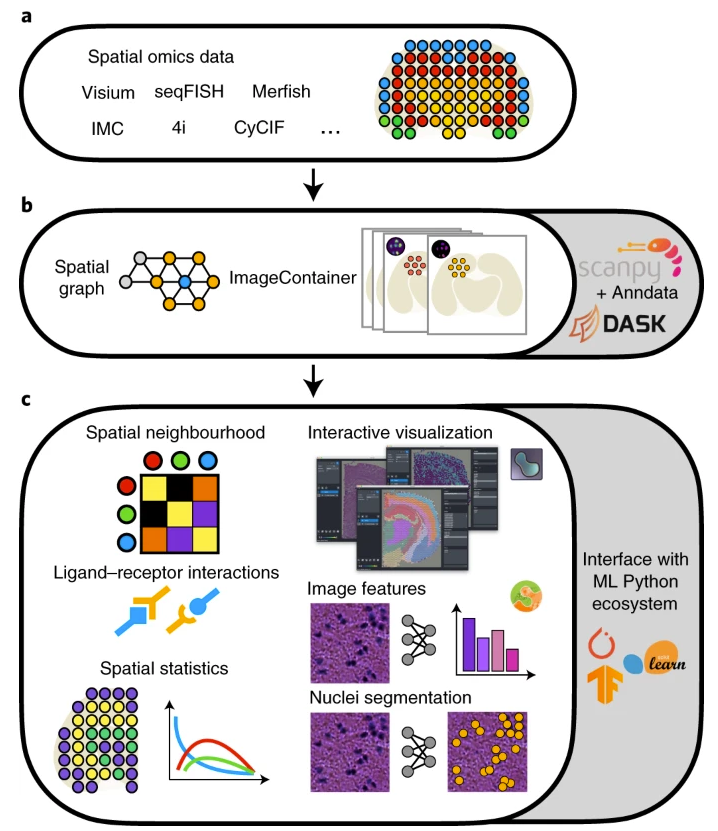 a
Spatial omics data
Visium seqFISH Merfish
IMC 4i CyCIF ...
b
Spatial
graph
ImageContainer
scanpy
+ Anndata
DASK
c
Spatial neighbourhood
Ligand–receptor interactions
Spatial statistics
Interactive visualization
Image features
Nuclei segmentation
Interface with
ML Python
ecosystem
learn